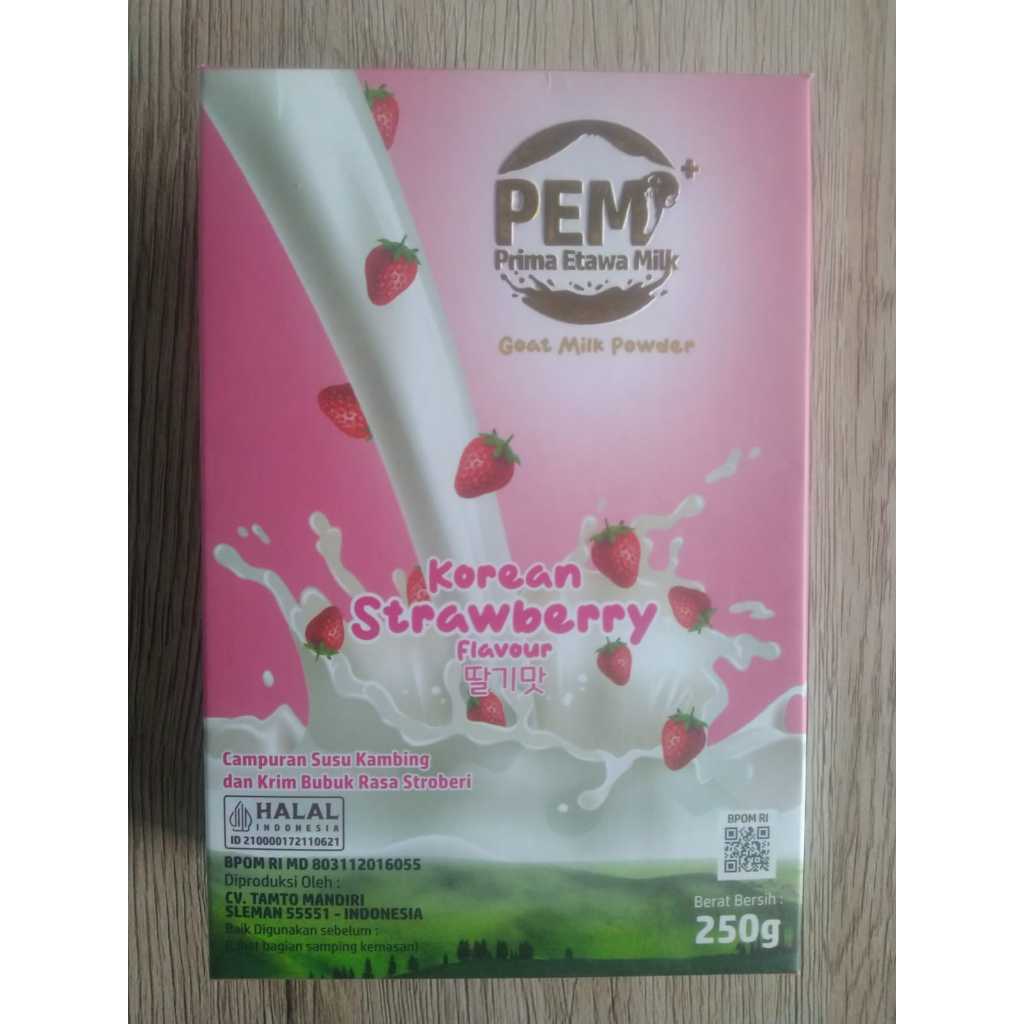 PEM+
Prima Etawa Milk
Goat Milk Powder
Korean
Strawberry
Flavour
딸기맛
Campuran Susu Kambing
dan Krim Bubuk Rasa Stroberi
HALAL
INDONESIA
ID 210000172110621
BPOM RI MD 803112016055
Diproduksi Oleh :
CV. TAMTO MANDIRI
SLEMAN 55551 - INDONESIA
Baik Digunakan sebelum :
(Lihat bagian samping kemasan)
BPOM RI
Berat Bersih :
250g